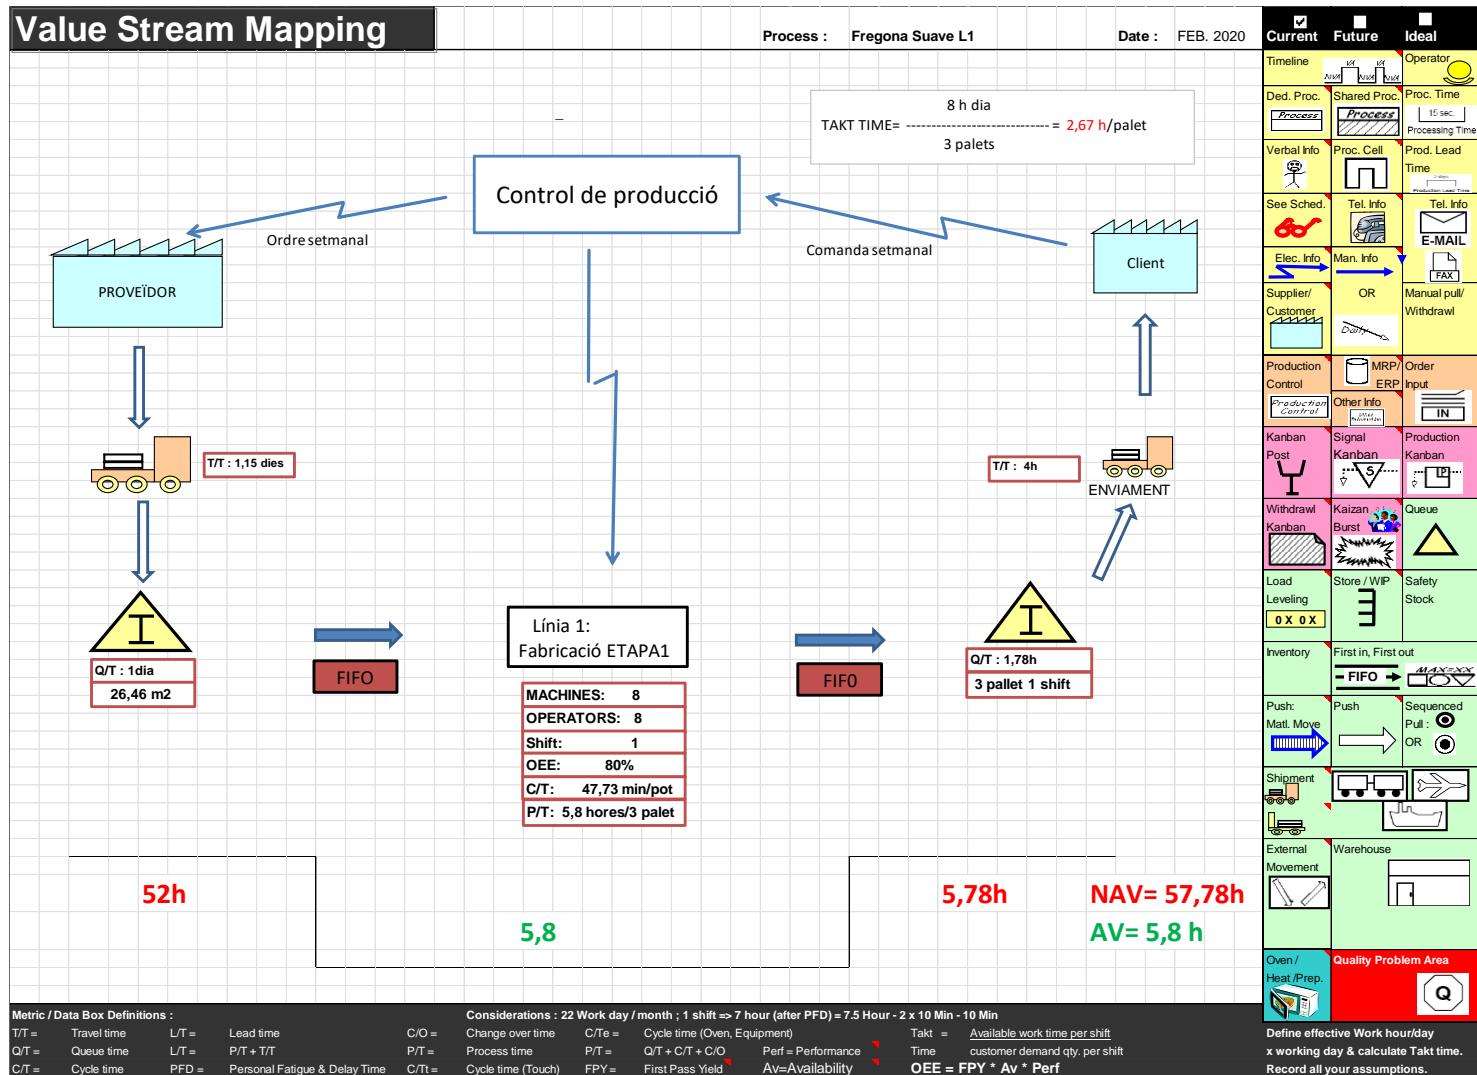 Value Stream Mapping
Process : Fregona Suave L1
Date : FEB. 2020
8 h dia
TAKT TIME= ------------------------------ = 2,67 h/palet
3 palets
Control de producció
Ordre setmanal
Comanda setmanal
PROVEÏDOR
Client
T/T : 1,15 dies
T/T : 4h
ENVIAMENT
I
Q/T : 1dia
26,46 m2
FIFO
Línia 1:
Fabricació ETAPA1
MACHINES: 8
OPERATORS: 8
Shift: 1
OEE: 80%
C/T: 47,73 min/pot
P/T: 5,8 hores/3 palet
FIF0
I
Q/T : 1,78h
3 pallet 1 shift
52h
5,8
5,78h
NAV= 57,78h
AV= 5,8 h
Current Future Ideal
Timeline
VA VA
NVA NVA NVA
Operator
Ded. Proc. Shared Proc. Proc. Time
Process Process 15 sec.
Processing Time
Verbal Info Proc. Cell Prod. Lead
Time
2 days
Production Lead Time
See Sched. Tel. Info Tel. Info
E-MAIL
Elec. Info Man. Info
FAX
Supplier/ OR Manual pull/
Customer Withdrawl
Daily
Production MRP/ Order
Control ERP Input
Production
Control
Other Info
IN
Kanban Signal Production
Post Kanban Kanban
S P
Withdrawl Kaizan Queue
Kanban Burst
Load Store / WIP Safety
Leveling Stock
0 X 0 X
Inventory First in, First out
FIFO MAX=XX
Push: Push Sequenced
Matl. Move Pull :
OR
Shipment
External Warehouse
Movement
Oven / Quality Problem Area
Heat /Prep.
Q
Metric / Data Box Definitions : Considerations : 22 Work day / month ; 1 shift => 7 hour (after PFD) = 7.5 Hour - 2 x 10 Min - 10 Min
T/T = Travel time L/T = Lead time C/O = Change over time C/Te = Cycle time (Oven, Equipment) Takt = Available work time per shift
Q/T = Queue time L/T = P/T + T/T P/T = Process time P/T = Q/T + C/T + C/O Perf = Performance Time customer demand qty. per shift
C/T = Cycle time PFD = Personal Fatigue & Delay Time C/Tt = Cycle time (Touch) FPY = First Pass Yield Av=Availability OEE = FPY * Av * Perf
Define effective Work hour/day
x working day & calculate Takt time.
Record all your assumptions.